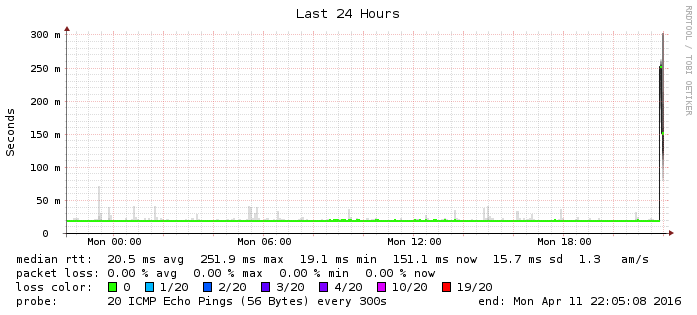 Last 24 Hours
RRDTOOL / TOBI OETIKER
Seconds
300 m
250 m
200 m
150 m
100 m
50 m
0
Mon 00:00 Mon 06:00 Mon 12:00 Mon 18:00
median rtt: 20.5 ms avg 251.9 ms max 19.1 ms min 151.1 ms now 15.7 ms sd 1.3 am/s
packet loss: 0.00 % avg 0.00 % max 0.00 % min 0.00 % now
loss color: 0 1/20 2/20 3/20 4/20 10/20 19/20
probe: 20 ICMP Echo Pings (56 Bytes) every 300s end: Mon Apr 11 22:05:08 2016